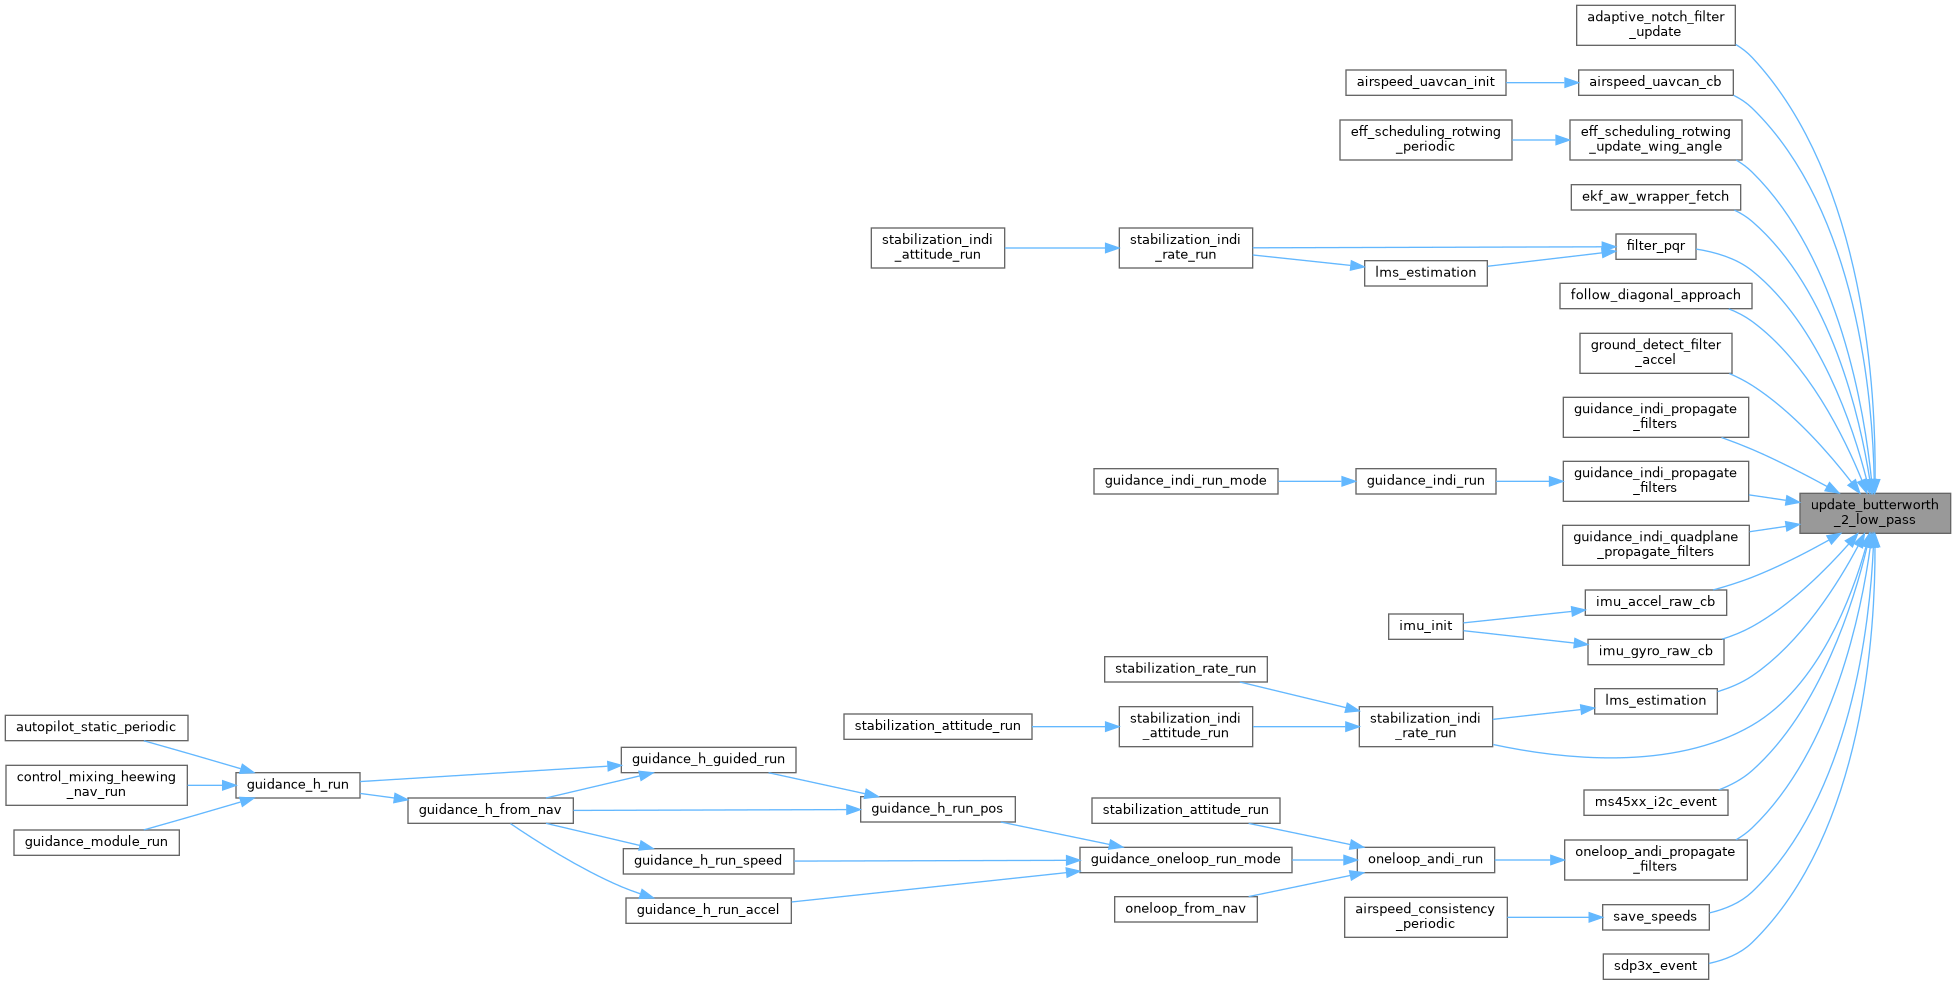 adaptive_notch_filter
_update
airspeed_uavcan_init
airspeed_uavcan_cb
eff_scheduling_rotwing
_periodic
eff_scheduling_rotwing
_update_wing_angle
ekf_aw_wrapper_fetch
stabilization_indi
_attitude_run
stabilization_indi
_rate_run
filter_pqr
lms_estimation
follow_diagonal_approach
ground_detect_filter
_accel
guidance_indi_propagate
_filters
guidance_indi_run_mode
guidance_indi_run
guidance_indi_propagate
_filters
update_butterworth
_2_low_pass
guidance_indi_quadplane
_propagate_filters
imu_accel_raw_cb
imu_init
imu_gyro_raw_cb
stabilization_rate_run
lms_estimation
stabilization_attitude_run
stabilization_indi
_attitude_run
stabilization_indi
_rate_run
autopilot_static_periodic
control_mixing_heewing
_nav_run
guidance_module_run
guidance_h_run
guidance_h_guided_run
guidance_h_from_nav
guidance_h_run_pos
guidance_h_run_speed
guidance_h_run_accel
ms45xx_i2c_event
stabilization_attitude_run
guidance_oneloop_run_mode
oneloop_andi_run
oneloop_andi_propagate
_filters
oneloop_from_nav
airspeed_consistency
_periodic
save_speeds
sdp3x_event